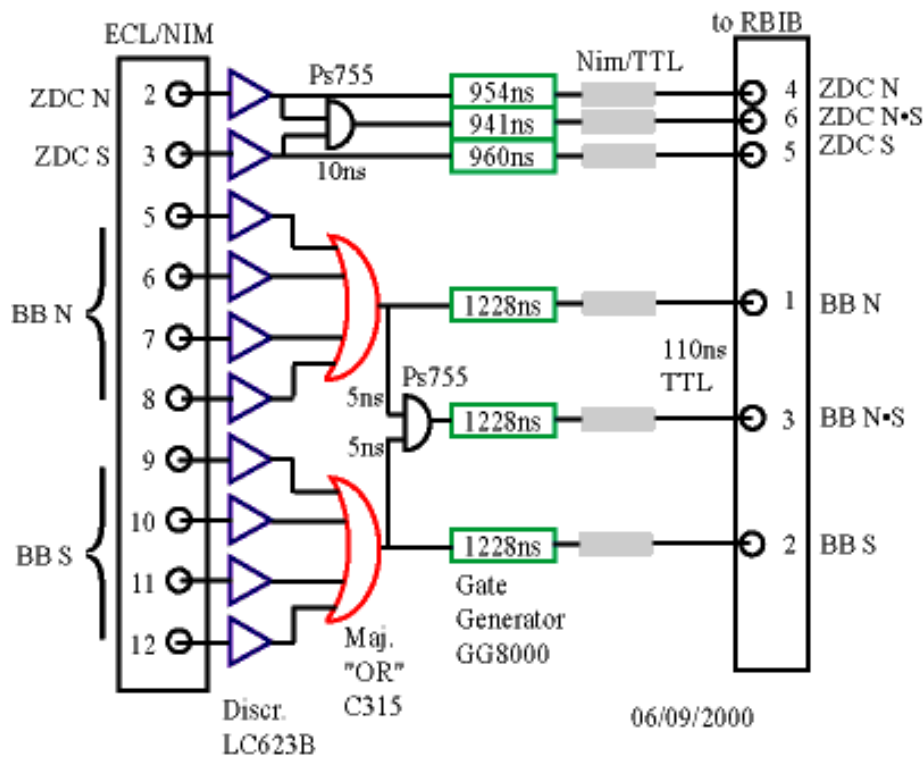 ECL/NIM
to RBIB
Ps755
Nim/TTL
ZDC N
2
954ns
4
ZDC N
941ns
6
ZDC N▪S
ZDC S
3
10ns
960ns
5
ZDC S
5
6
BB N
7
8
1228ns
1
BB N
110ns
TTL
Ps755
5ns
5ns
1228ns
3
BB N▪S
9
10
BB S
11
12
1228ns
2
BB S
Gate
Generator
GG8000
Maj.
"OR"
C315
Discr.
LC623B
06/09/2000